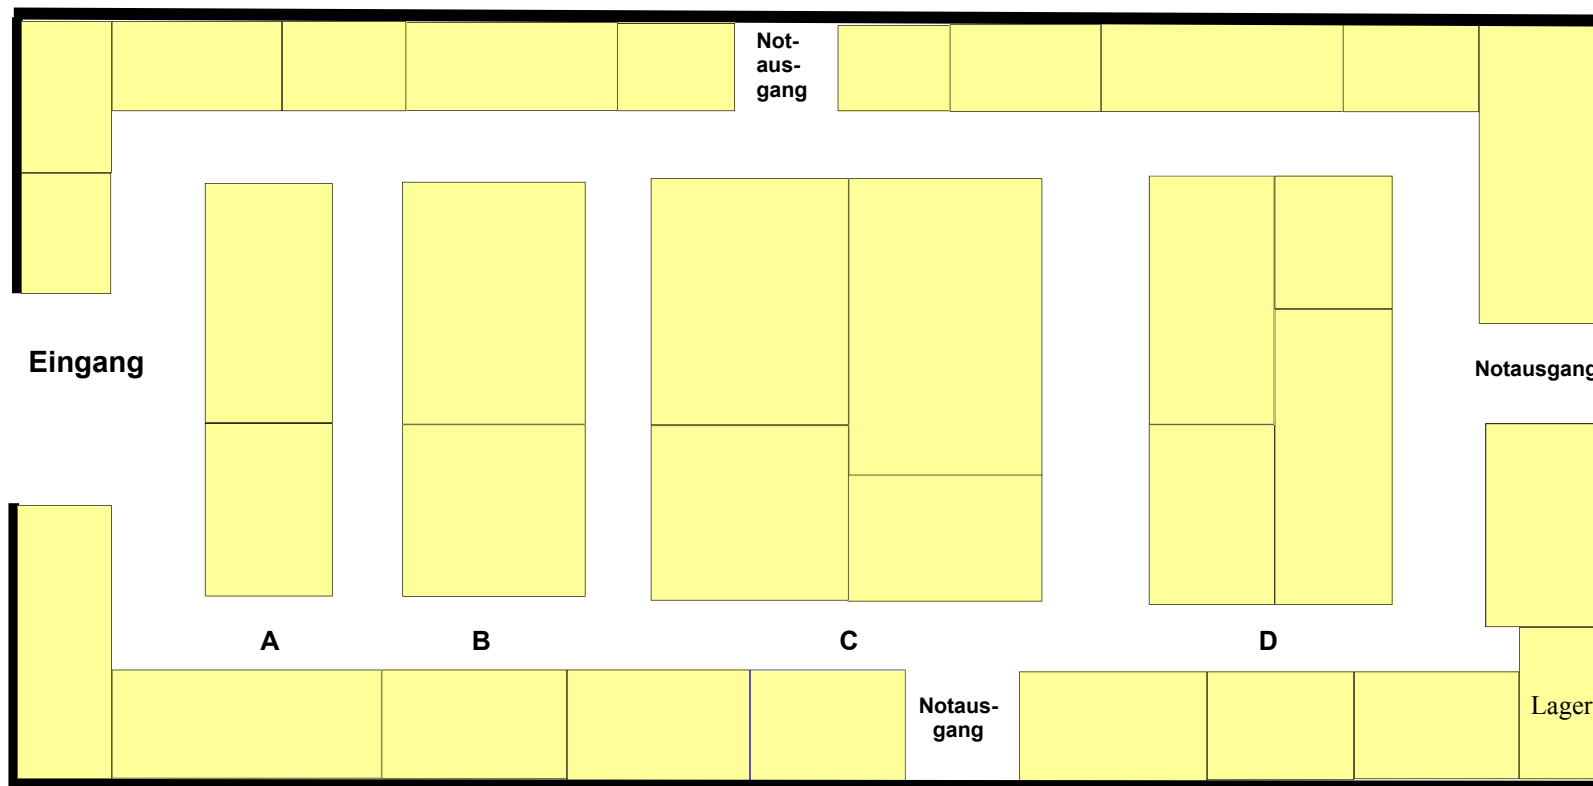 Not-
aus-
gang
Eingang
Notausgang
A
B
C
D
Notaus-
gang
Lager